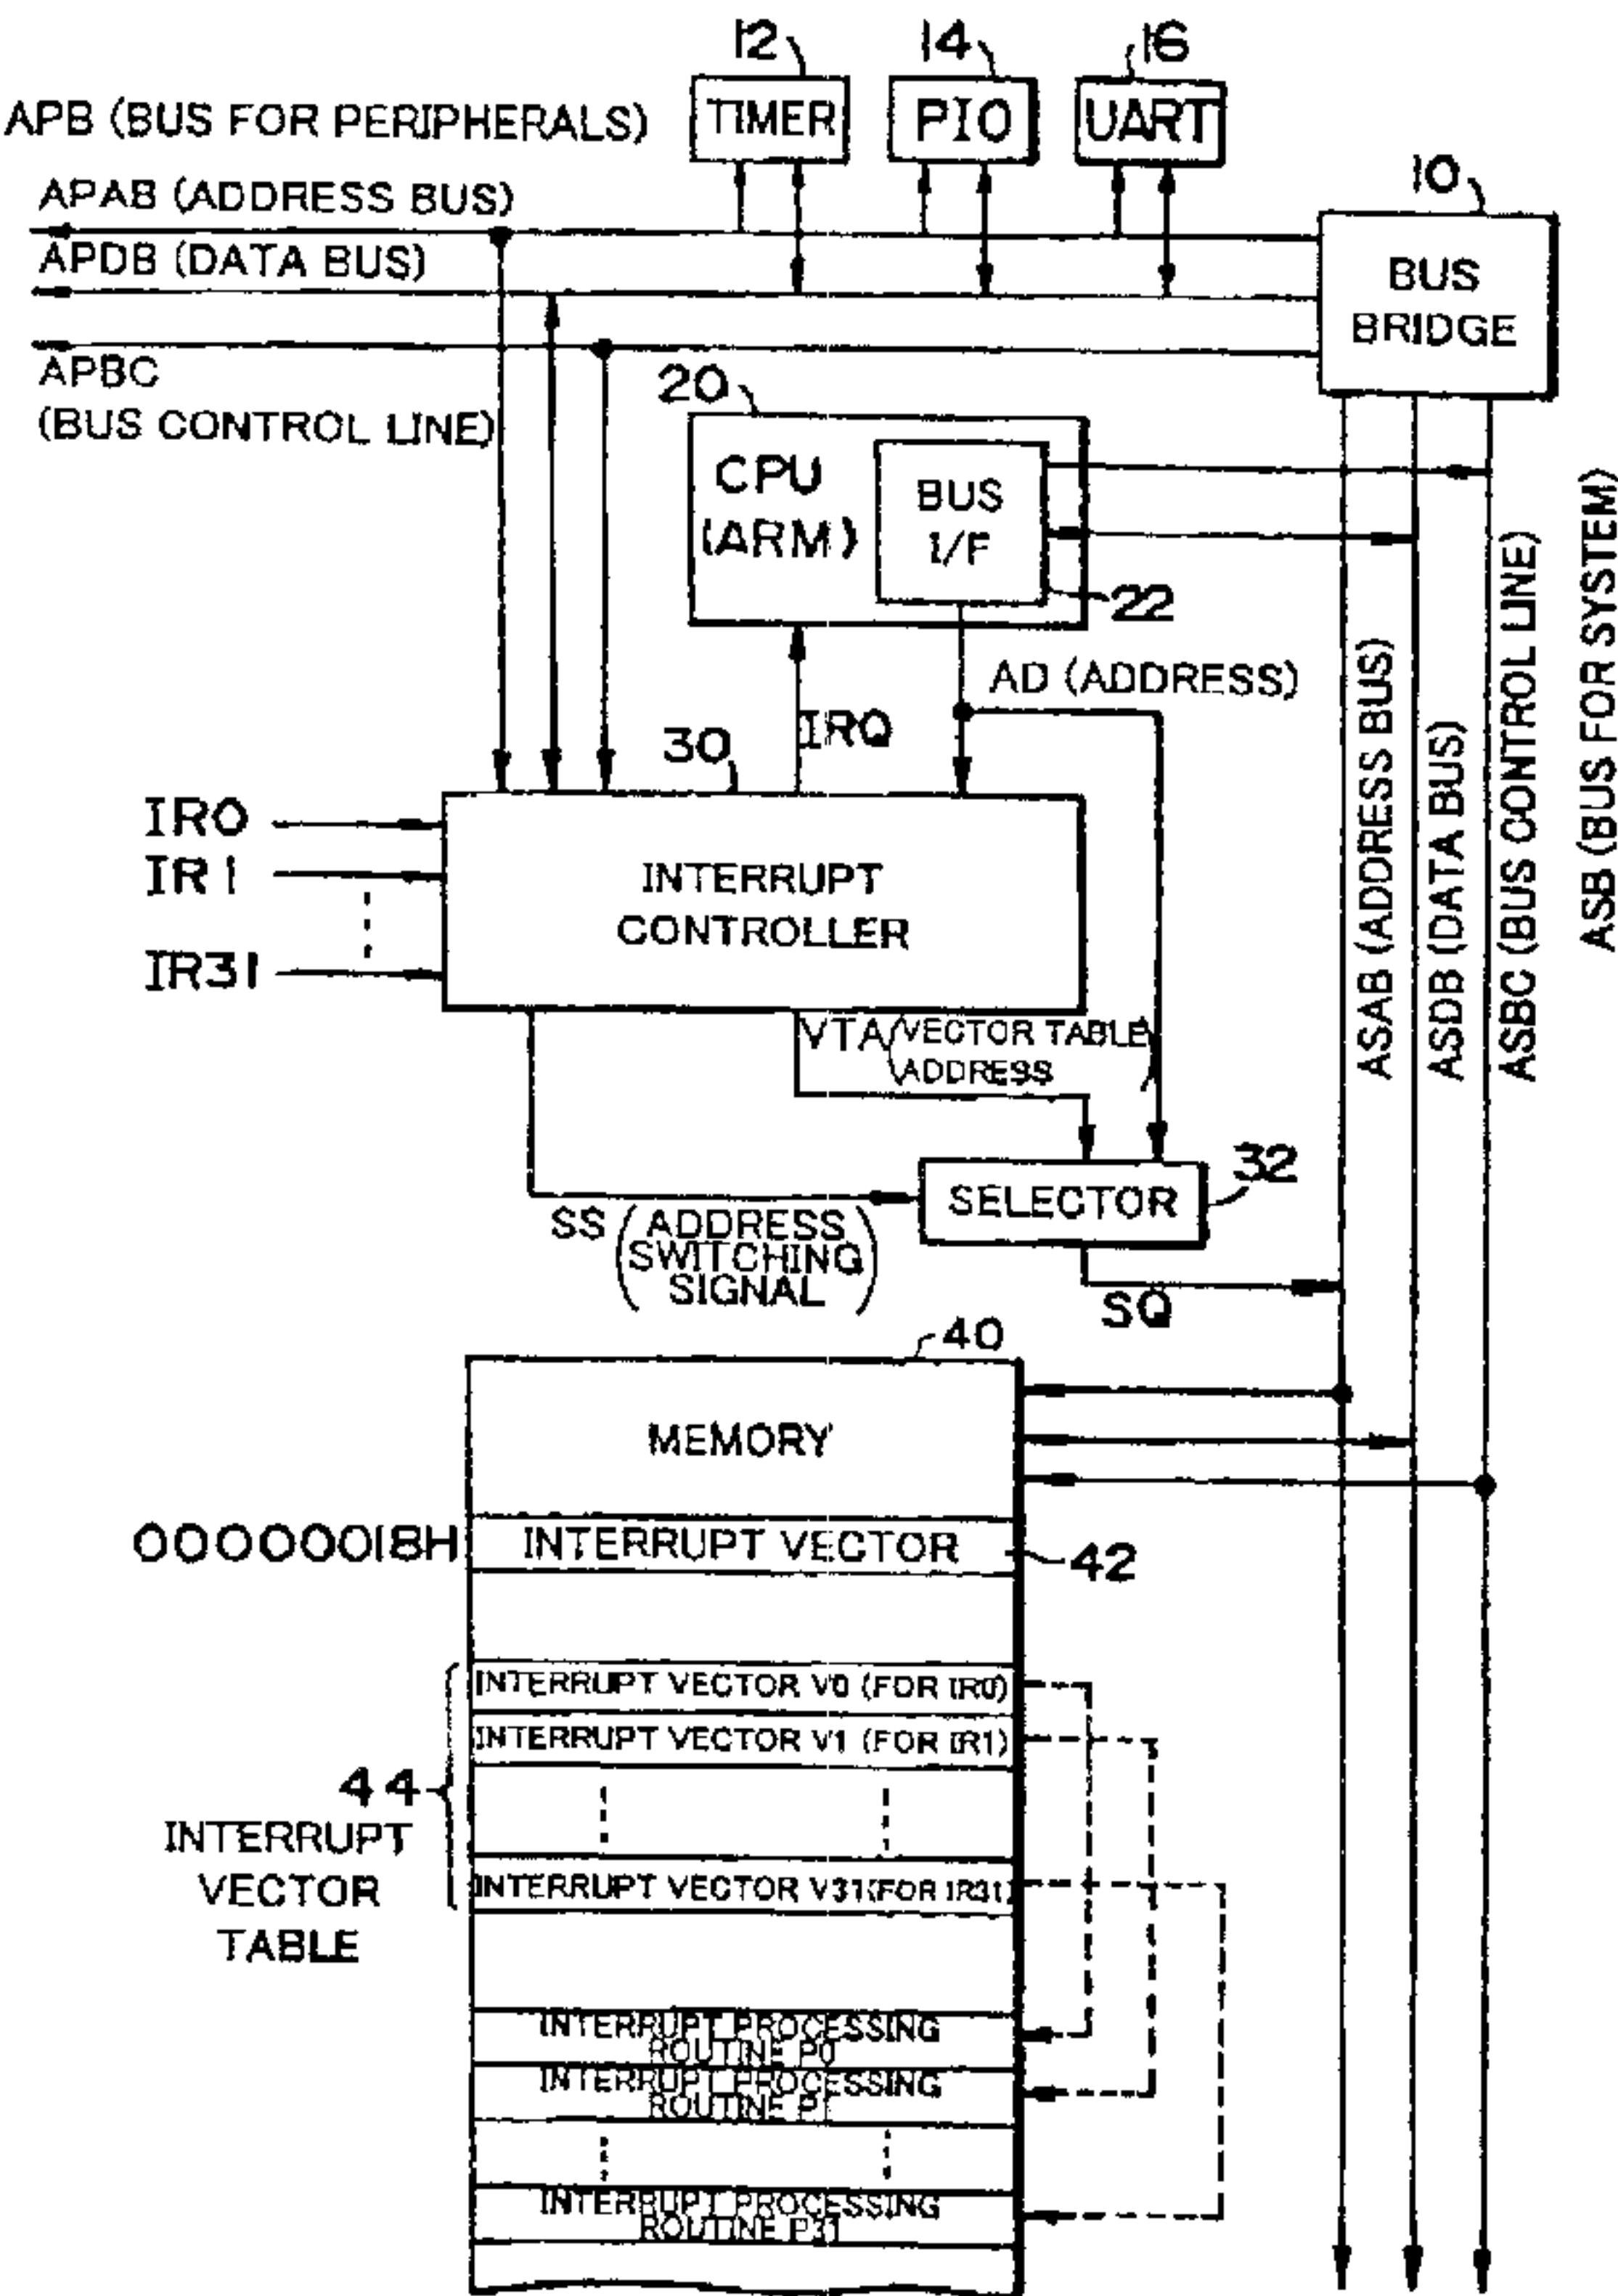 12
14
16
APB (BUS FOR PERIPHERALS)
TIMER
PIO
UART
10
APAB (ADDRESS BUS)
APDB (DATA BUS)
BUS
BRIDGE
APBC
(BUS CONTROL LINE)
20
CPU
(ARM)
BUS
I/F
22
AD (ADDRESS)
IRQ
30
IR0
IR1
IR31
INTERRUPT
CONTROLLER
ASAB (ADDRESS BUS)
ASDB (DATA BUS)
ASBC (BUS CONTROL LINE)
ASB (BUS FOR SYSTEM)
VTA (VECTOR TABLE
ADDRESS)
32
SELECTOR
SS (ADDRESS
SWITCHING
SIGNAL)
SQ
40
MEMORY
00000018H
INTERRUPT VECTOR
42
INTERRUPT VECTOR V0 (FOR IR0)
INTERRUPT VECTOR V1 (FOR IR1)
44
INTERRUPT
VECTOR
TABLE
INTERRUPT VECTOR V31(FOR IR31)
INTERRUPT PROCESSING
ROUTINE P0
INTERRUPT PROCESSING
ROUTINE P1
INTERRUPT PROCESSING
ROUTINE P31